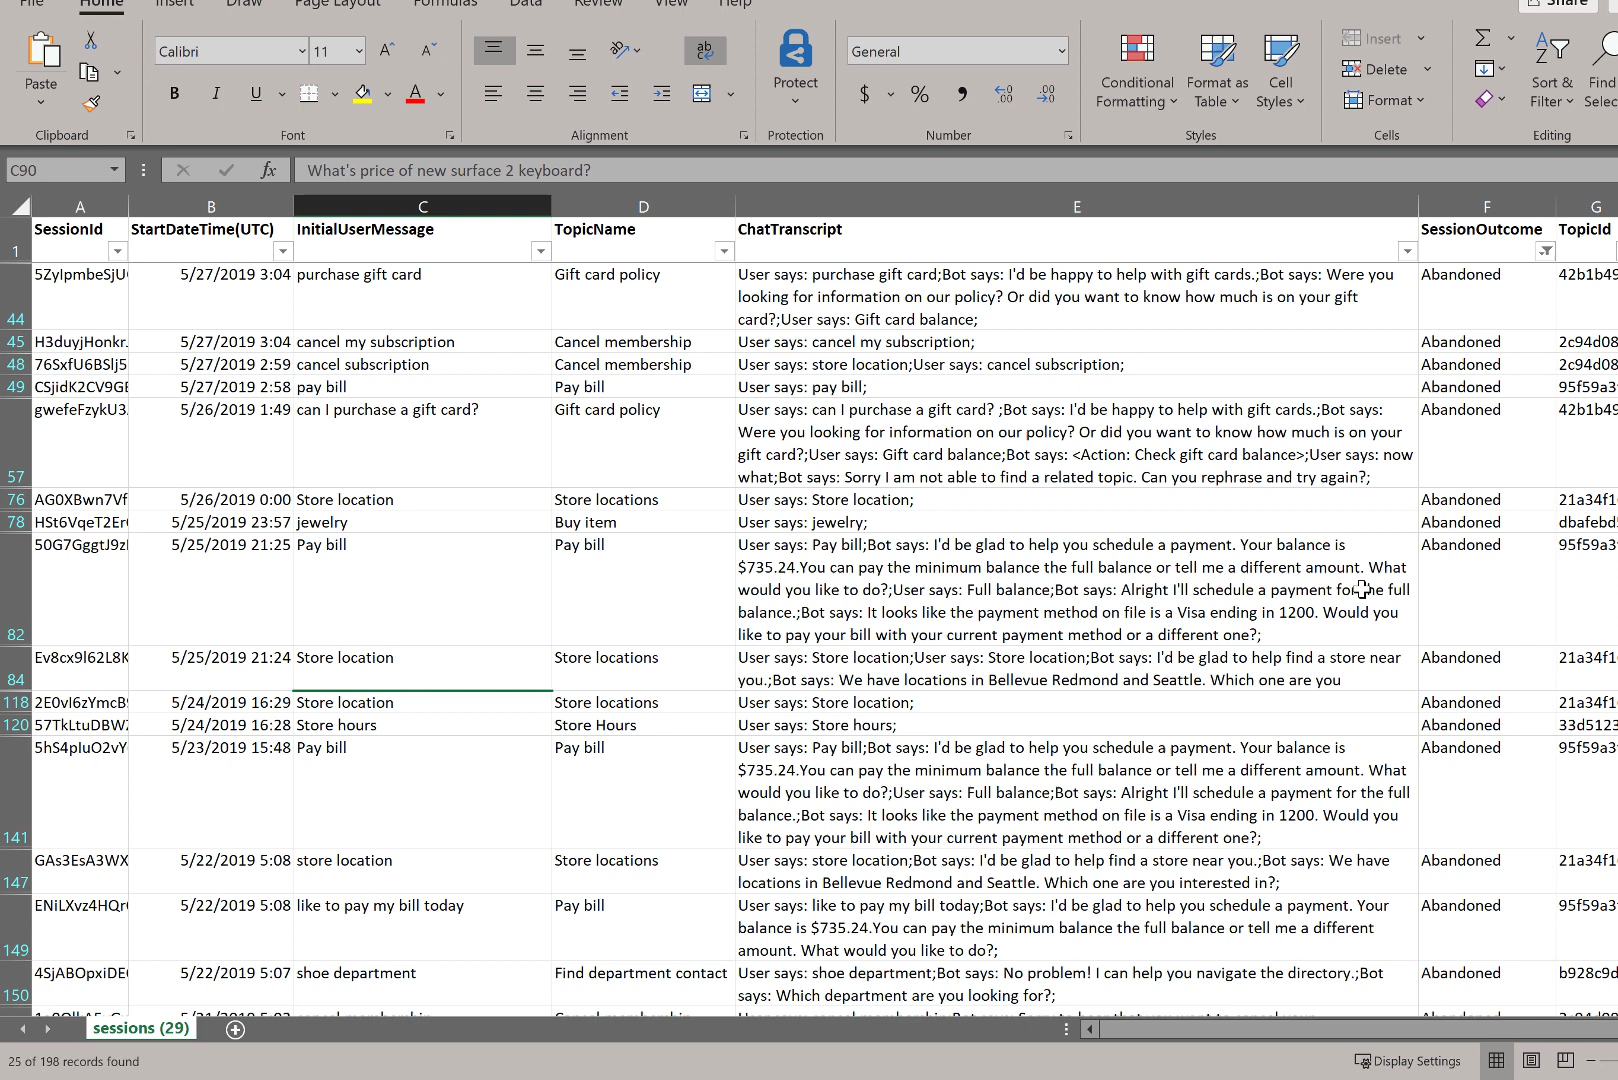 File Home Insert Draw Page Layout Formulas Data Review View Help Share
Calibri 11 A A ab General Insert
Paste Protect Conditional Format as Cell Delete Sort & Find
B I U A $ % 9 .00 .00 Formatting Table Styles Format Filter Selec
Clipboard Font Alignment Protection Number Styles Cells Editing
C90 fx What's price of new surface 2 keyboard?
A B C D E F G
1 SessionId StartDateTime(UTC) InitialUserMessage TopicName ChatTranscript SessionOutcome TopicId
44 5ZylpmbeSjU 5/27/2019 3:04 purchase gift card Gift card policy User says: purchase gift card;Bot says: I'd be happy to help with gift cards.;Bot says: Were you Abandoned 42b1b49
looking for information on our policy? Or did you want to know how much is on your gift
card?;User says: Gift card balance;
45 H3duyjHonkr. 5/27/2019 3:04 cancel my subscription Cancel membership User says: cancel my subscription; Abandoned 2c94d08
48 76SxfU6BSlj5 5/27/2019 2:59 cancel subscription Cancel membership User says: store location;User says: cancel subscription; Abandoned 2c94d08
49 CSjidK2CV9GE 5/27/2019 2:58 pay bill Pay bill User says: pay bill; Abandoned 95f59a3
57 gwefeFzykU3. 5/26/2019 1:49 can I purchase a gift card? Gift card policy User says: can I purchase a gift card? ;Bot says: I'd be happy to help with gift cards.;Bot says: Abandoned 42b1b49
Were you looking for information on our policy? Or did you want to know how much is on your
gift card?;User says: Gift card balance;Bot says: <Action: Check gift card balance>;User says: now
what;Bot says: Sorry I am not able to find a related topic. Can you rephrase and try again?;
76 AG0XBwn7Vf 5/26/2019 0:00 Store location Store locations User says: Store location; Abandoned 21a34f1
78 HSt6VqeT2Er 5/25/2019 23:57 jewelry Buy item User says: jewelry; Abandoned dbafebd
82 50G7GggtJ9z 5/25/2019 21:25 Pay bill Pay bill User says: Pay bill;Bot says: I'd be glad to help you schedule a payment. Your balance is Abandoned 95f59a3
$735.24.You can pay the minimum balance the full balance or tell me a different amount. What
would you like to do?;User says: Full balance;Bot says: Alright I'll schedule a payment for the full
balance.;Bot says: It looks like the payment method on file is a Visa ending in 1200. Would you
like to pay your bill with your current payment method or a different one?;
84 Ev8cx9l62L8K 5/25/2019 21:24 Store location Store locations User says: Store location;User says: Store location;Bot says: I'd be glad to help find a store near Abandoned 21a34f1
you.;Bot says: We have locations in Bellevue Redmond and Seattle. Which one are you
118 2E0vl6zYmcB 5/24/2019 16:29 Store location Store locations User says: Store location; Abandoned 21a34f1
120 57TkLtuDBW 5/24/2019 16:28 Store hours Store Hours User says: Store hours; Abandoned 33d5123
141 5hS4pluO2vY 5/23/2019 15:48 Pay bill Pay bill User says: Pay bill;Bot says: I'd be glad to help you schedule a payment. Your balance is Abandoned 95f59a3
$735.24.You can pay the minimum balance the full balance or tell me a different amount. What
would you like to do?;User says: Full balance;Bot says: Alright I'll schedule a payment for the full
balance.;Bot says: It looks like the payment method on file is a Visa ending in 1200. Would you
like to pay your bill with your current payment method or a different one?;
147 GAs3EsA3WX 5/22/2019 5:08 store location Store locations User says: store location;Bot says: I'd be glad to help find a store near you.;Bot says: We have Abandoned 21a34f1
locations in Bellevue Redmond and Seattle. Which one are you interested in?;
149 ENiLXvz4HQr 5/22/2019 5:08 like to pay my bill today Pay bill User says: like to pay my bill today;Bot says: I'd be glad to help you schedule a payment. Your Abandoned 95f59a3
balance is $735.24.You can pay the minimum balance the full balance or tell me a different
amount. What would you like to do?;
150 4SjABOpxiDE 5/22/2019 5:07 shoe department Find department contact User says: shoe department;Bot says: No problem! I can help you navigate the directory.;Bot Abandoned b928c9d
says: Which department are you looking for?;
sessions (29)
25 of 198 records found Display Settings